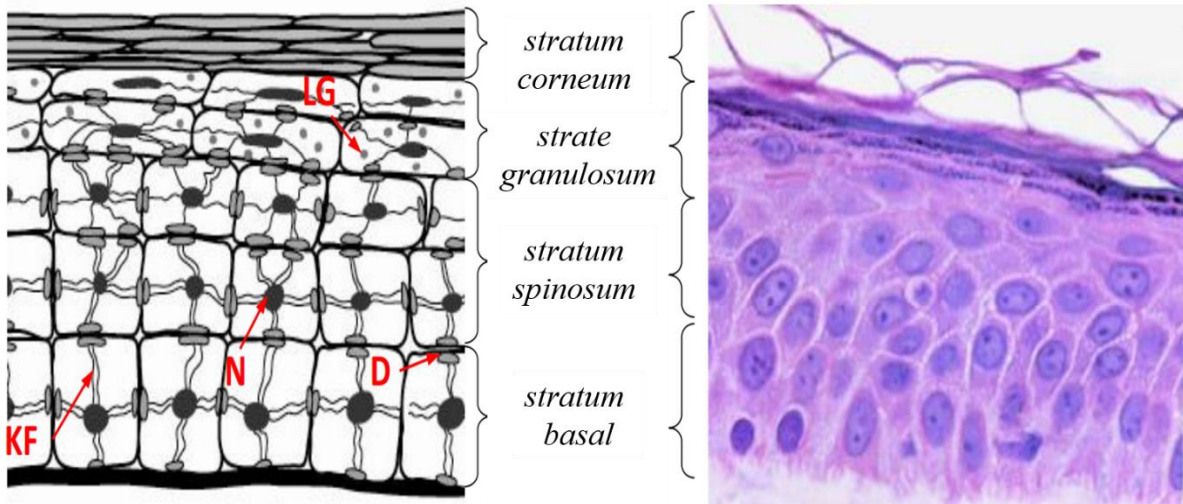 stratum
corneum
LG
strate
granulosum
stratum
spinosum
N
D
KF
stratum
basal